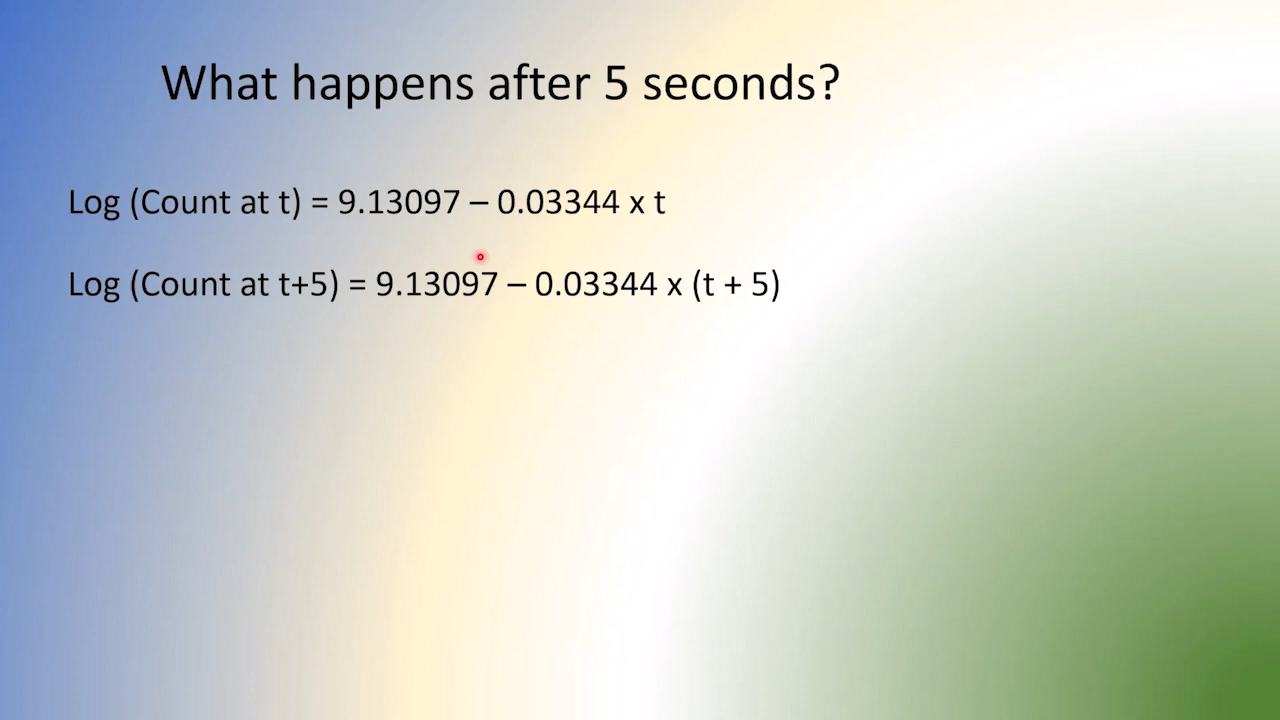 What happens after 5 seconds?
Log (Count at t) = 9.13097 – 0.03344 x t
Log (Count at t+5) = 9.13097 – 0.03344 x (t + 5)